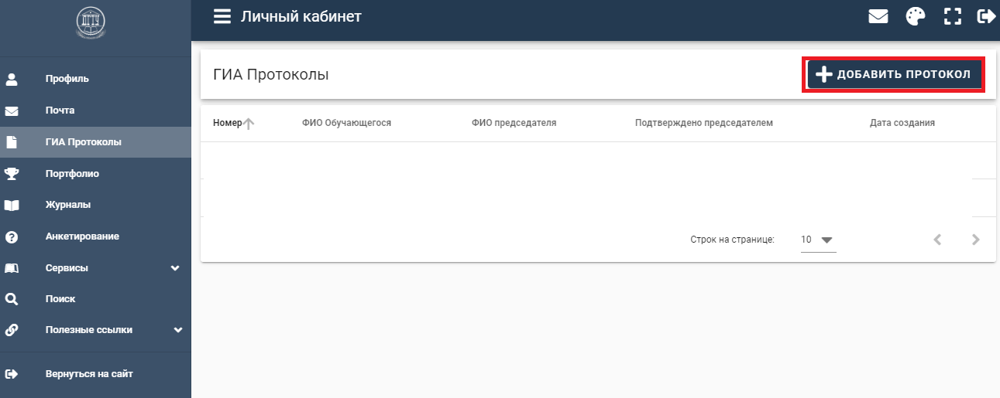 Личный кабинет
Профиль
Почта
ГИА Протоколы
Портфолио
Журналы
Анкетирование
Сервисы
Поиск
Полезные ссылки
Вернуться на сайт
ГИА Протоколы
ДОБАВИТЬ ПРОТОКОЛ
Номер ФИО Обучающегося ФИО председателя Подтверждено председателем Дата создания
Строк на странице: 10